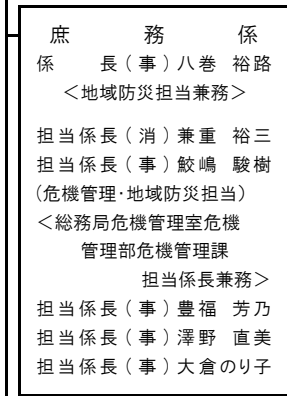 庶務係
係長(事)八巻 裕路
＜地域防災担当兼務＞
担当係長(消)兼重 裕三
担当係長(事)鮫嶋 駿樹
(危機管理･地域防災担当)
＜総務局危機管理室危機
管理部危機管理課
担当係長兼務＞
担当係長(事)豊福 芳乃
担当係長(事)澤野 直美
担当係長(事)大倉のり子